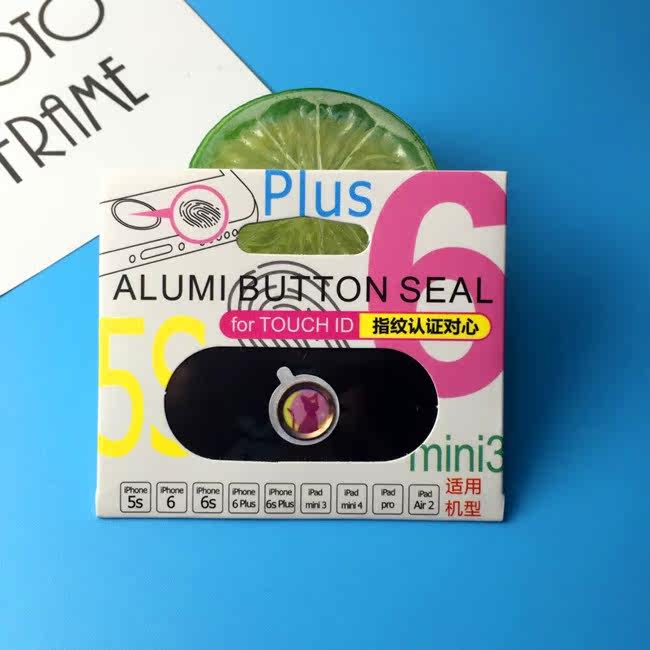 OTO
FRAME
Plus
6
ALUMI BUTTON SEAL
for TOUCH ID 指纹认证对心
5S
mini3
iPhone 5s
iPhone 6
iPhone 6s
iPhone 6 Plus
iPhone 6s Plus
iPad mini 3
iPad mini 4
iPad pro
iPad Air 2
适用
机型